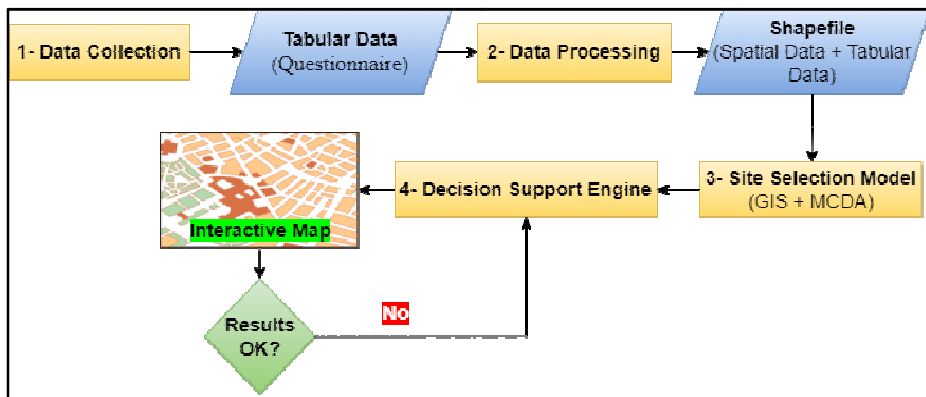 1- Data Collection
Tabular Data
(Questionnaire)
2- Data Processing
Shapefile
(Spatial Data + Tabular
Data)
3- Site Selection Model
(GIS + MCDA)
4- Decision Support Engine
Interactive Map
Results
OK?
No